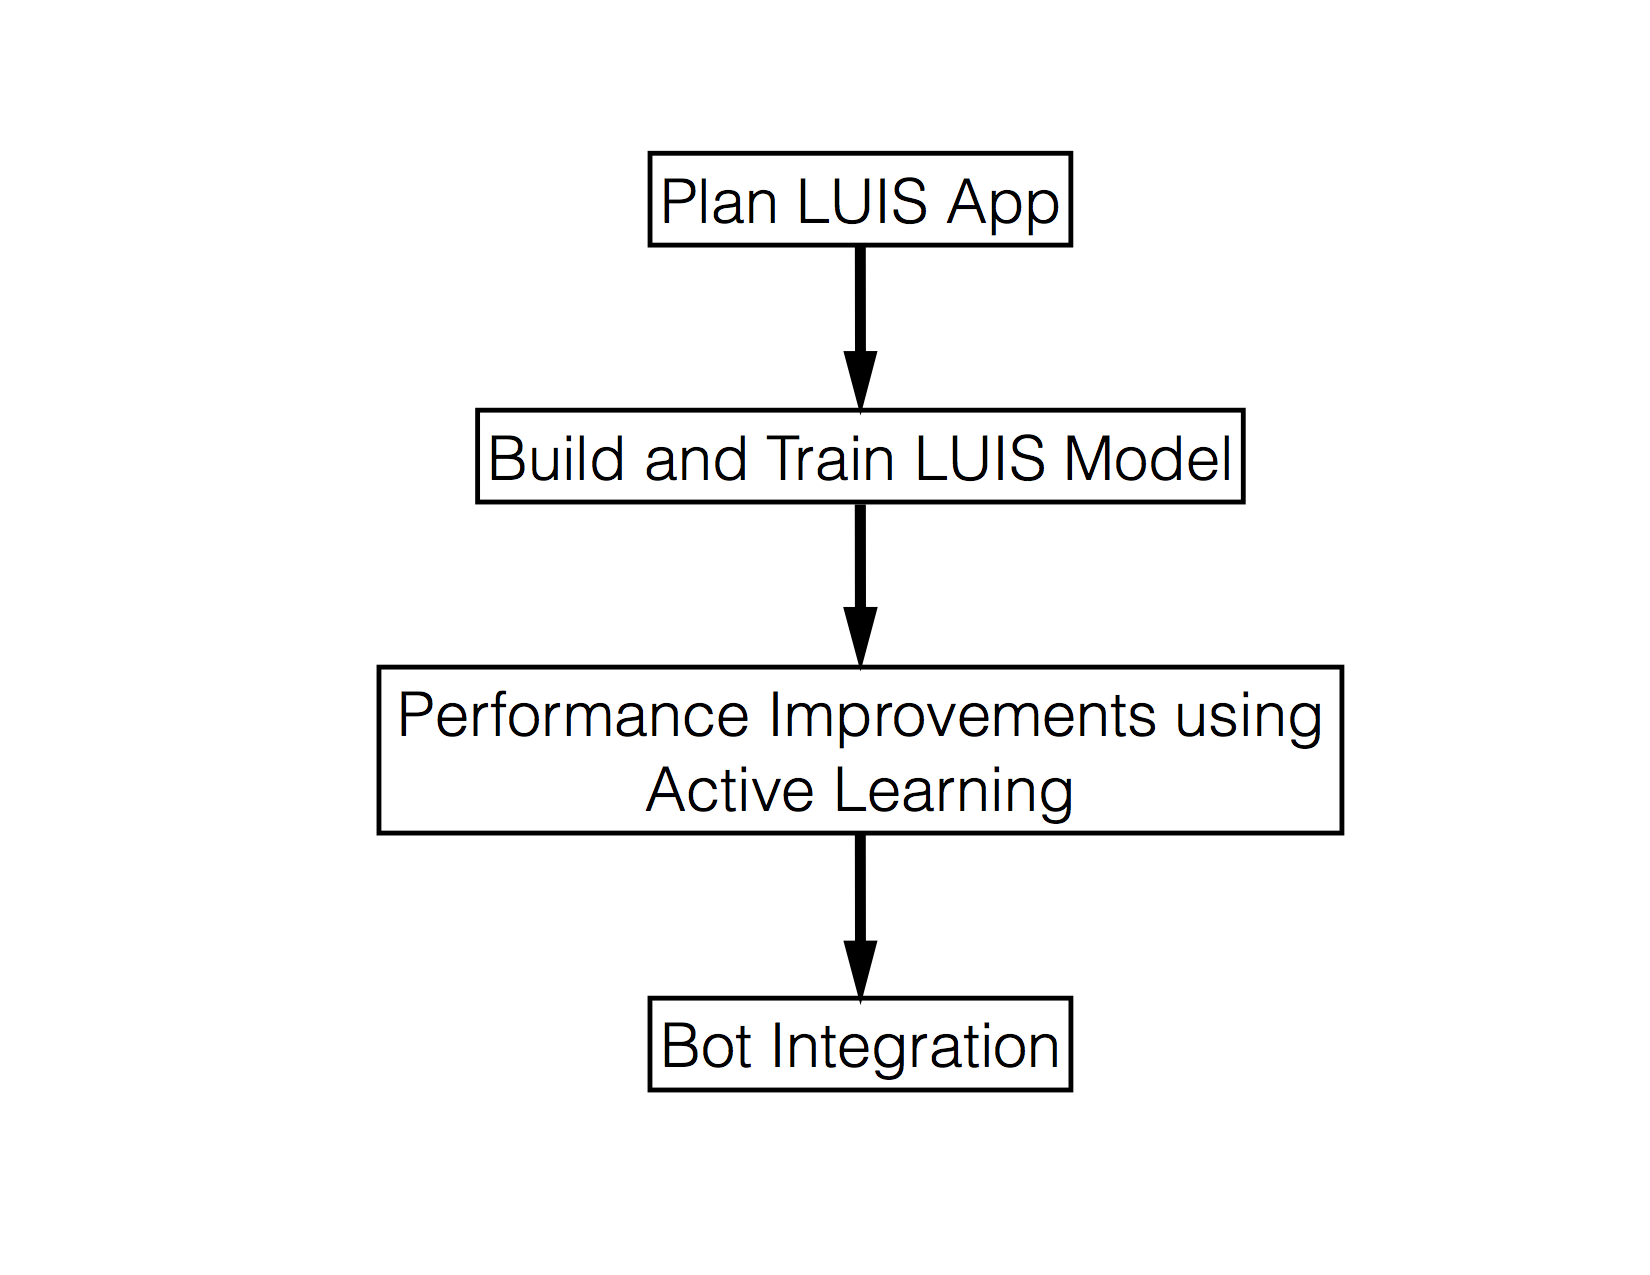 Plan LUIS App
Build and Train LUIS Model
Performance Improvements using
Active Learning
Bot Integration